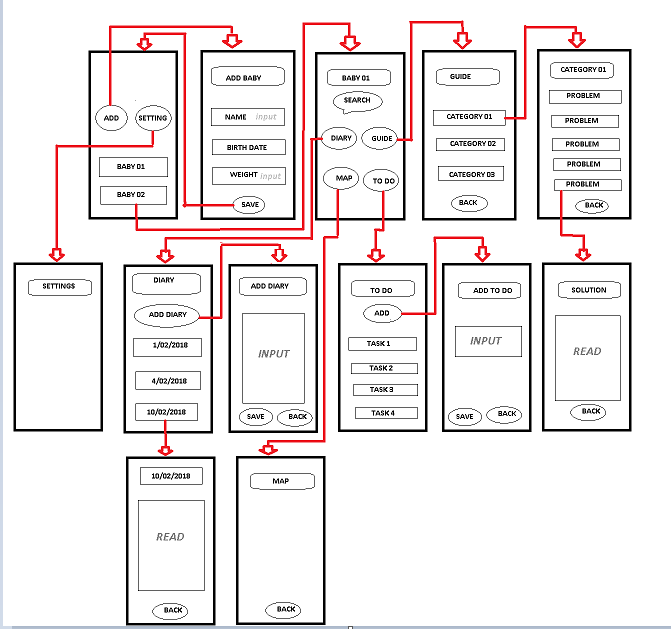 ADD
SETTING
BABY 01
BABY 02
ADD BABY
NAME input
BIRTH DATE
WEIGHT input
SAVE
BABY 01
SEARCH
DIARY
GUIDE
MAP
TO DO
GUIDE
CATEGORY 01
CATEGORY 02
CATEGORY 03
BACK
CATEGORY 01
PROBLEM
PROBLEM
PROBLEM
PROBLEM
PROBLEM
BACK
SETTINGS
DIARY
ADD DIARY
1/02/2018
4/02/2018
10/02/2018
ADD DIARY
INPUT
SAVE
BACK
TO DO
ADD
TASK 1
TASK 2
TASK 3
TASK 4
ADD TO DO
INPUT
SAVE
BACK
SOLUTION
READ
BACK
10/02/2018
READ
BACK
MAP
BACK